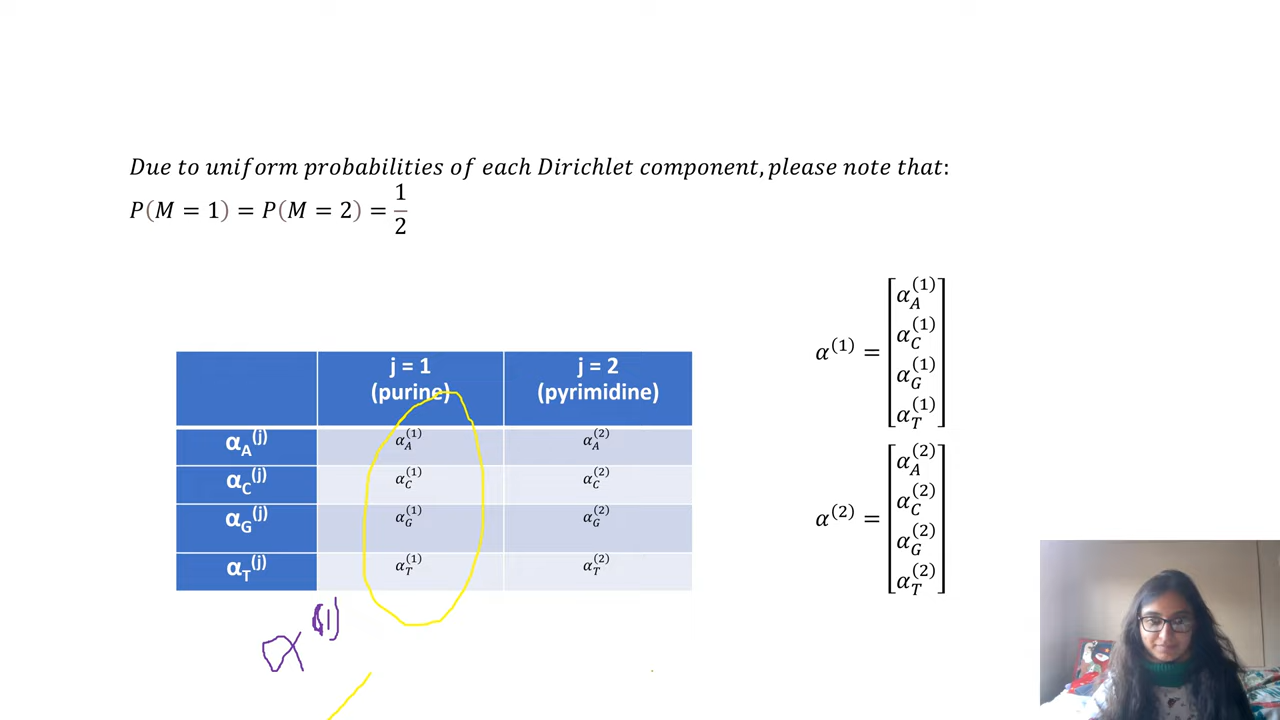 Due to uniform probabilities of each Dirichlet component, please note that:
P(M = 1) = P(M = 2) = 1/2
j = 1 (purine) j = 2 (pyrimidine)
α_A^(j) α_A^(1) α_A^(2)
α_C^(j) α_C^(1) α_C^(2)
α_G^(j) α_G^(1) α_G^(2)
α_T^(j) α_T^(1) α_T^(2)
α^(1)
α^(1) = [α_A^(1) α_C^(1) α_G^(1) α_T^(1)]
α^(2) = [α_A^(2) α_C^(2) α_G^(2) α_T^(2)]